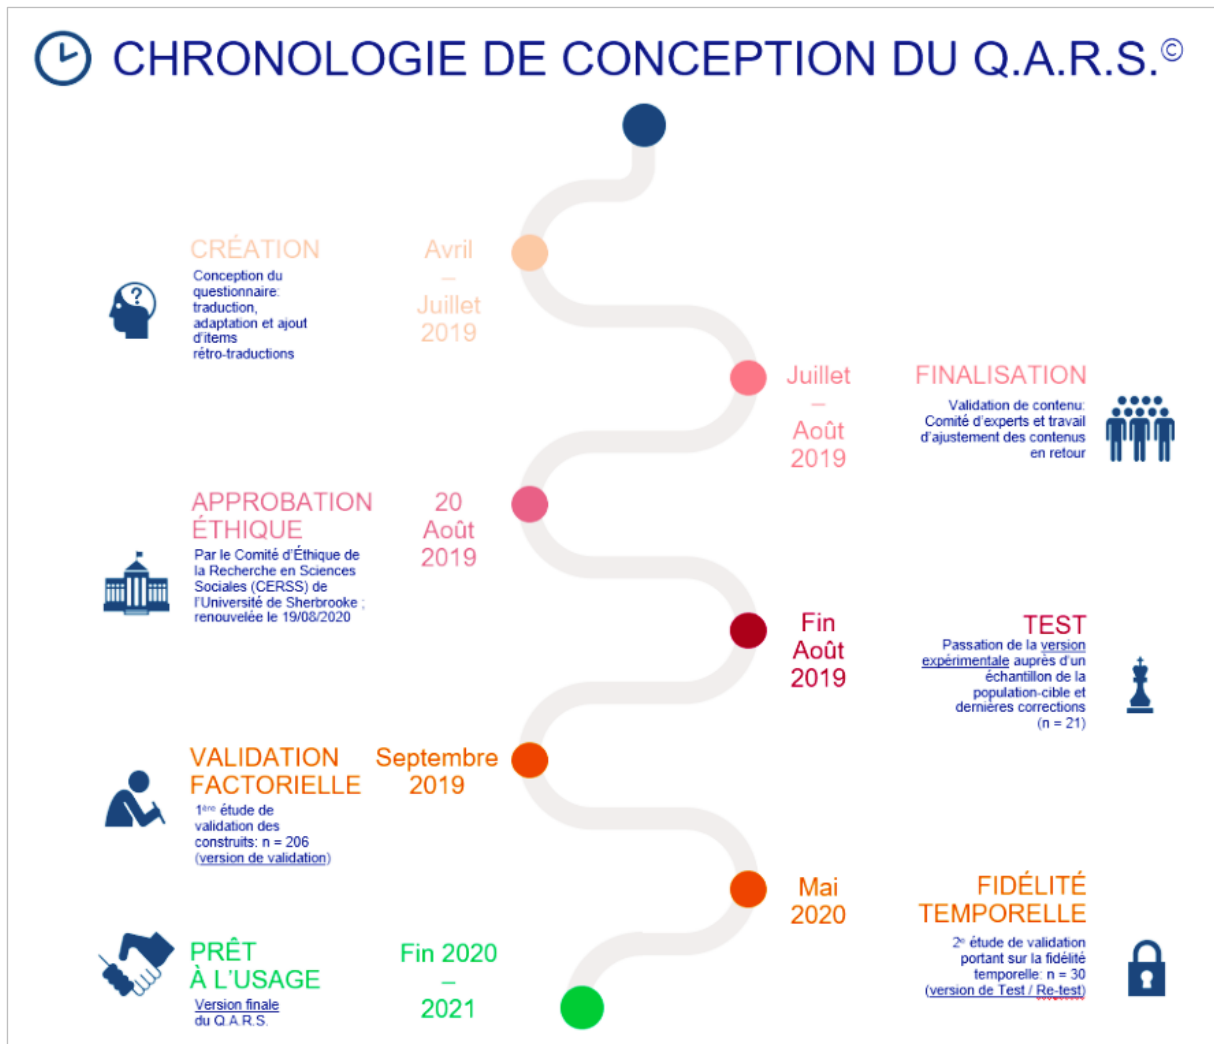 CHRONOLOGIE DE CONCEPTION DU Q.A.R.S.©
CRÉATION
Conception du
questionnaire:
traduction,
adaptation et ajout
d'items
rétro-traductions
Avril
–
Juillet
2019
Juillet
–
Août
2019
FINALISATION
Validation de contenu:
Comité d'experts et travail
d'ajustement des contenus
en retour
APPROBATION
ÉTHIQUE
Par le Comité d'Éthique de
la Recherche en Sciences
Sociales (CERSS) de
l'Université de Sherbrooke ;
renouvelée le 19/08/2020
20
Août
2019
Fin
Août
2019
TEST
Passation de la version
expérimentale auprès d'un
échantillon de la
population-cible et
dernières corrections
(n = 21)
VALIDATION
FACTORIELLE
1ère étude de
validation des
construits: n = 206
(version de validation)
Septembre
2019
Mai
2020
FIDÉLITÉ
TEMPORELLE
2e étude de validation
portant sur la fidélité
temporelle: n = 30
(version de Test / Re-test)
PRÊT
À L'USAGE
Version finale
du Q.A.R.S.
Fin 2020
–
2021
?